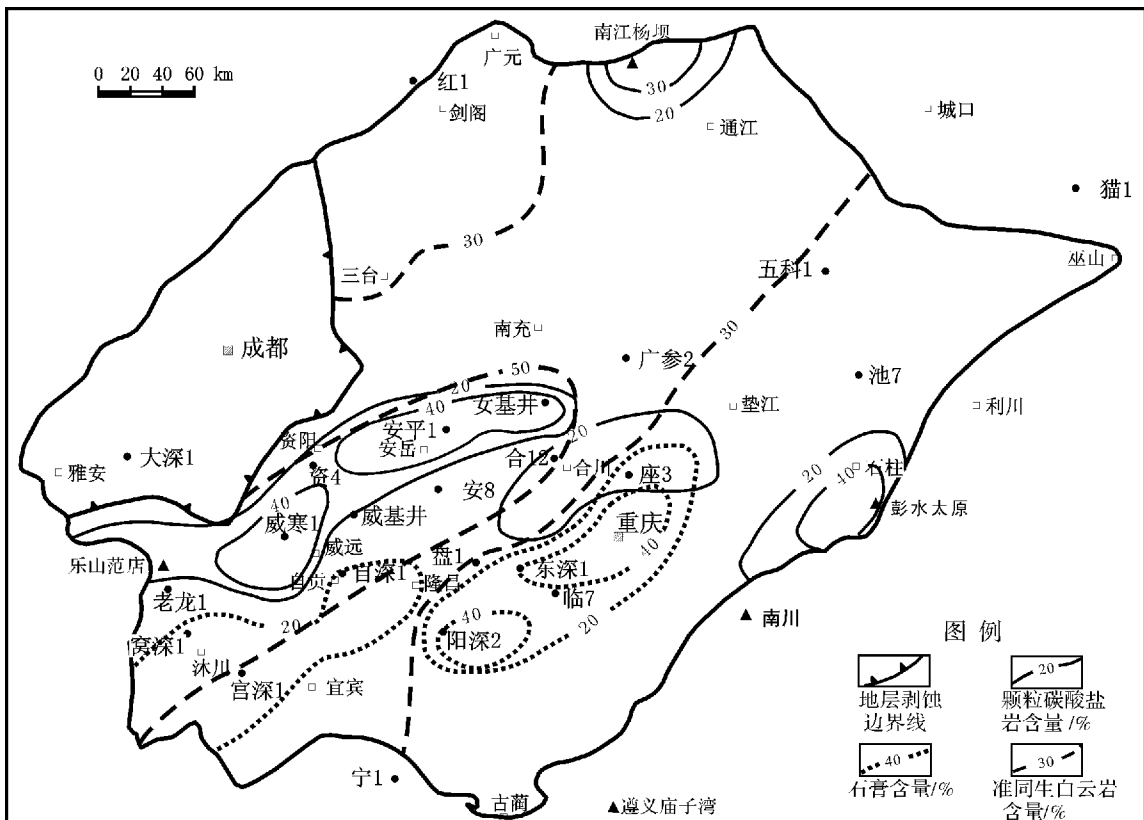 南江杨坝
广元
0 20 40 60 km
红1
剑阁
30
20
通江
城口
猫1
30
三台
五科1
巫山
南充
30
成都
广参2
池7
50
20
40
女基井
垫江
利川
安平1
安岳
20
资阳
大深1
雅安
资4
合12
合川
座3
20
40
石柱
40
安8
威寒1
威基井
重庆
彭水太原
威远
盘1
40
乐山范店
自贡
自深1
隆昌
东深1
老龙1
临7
20
40
20
南川
窝深1
沐川
阳深2
宫深1
宜宾
宁1
古蔺
遵义庙子湾
图 例
20
地层剥蚀
边界线
颗粒碳酸盐
岩含量/%
40
30
石膏含量/%
准同生白云岩
含量/%